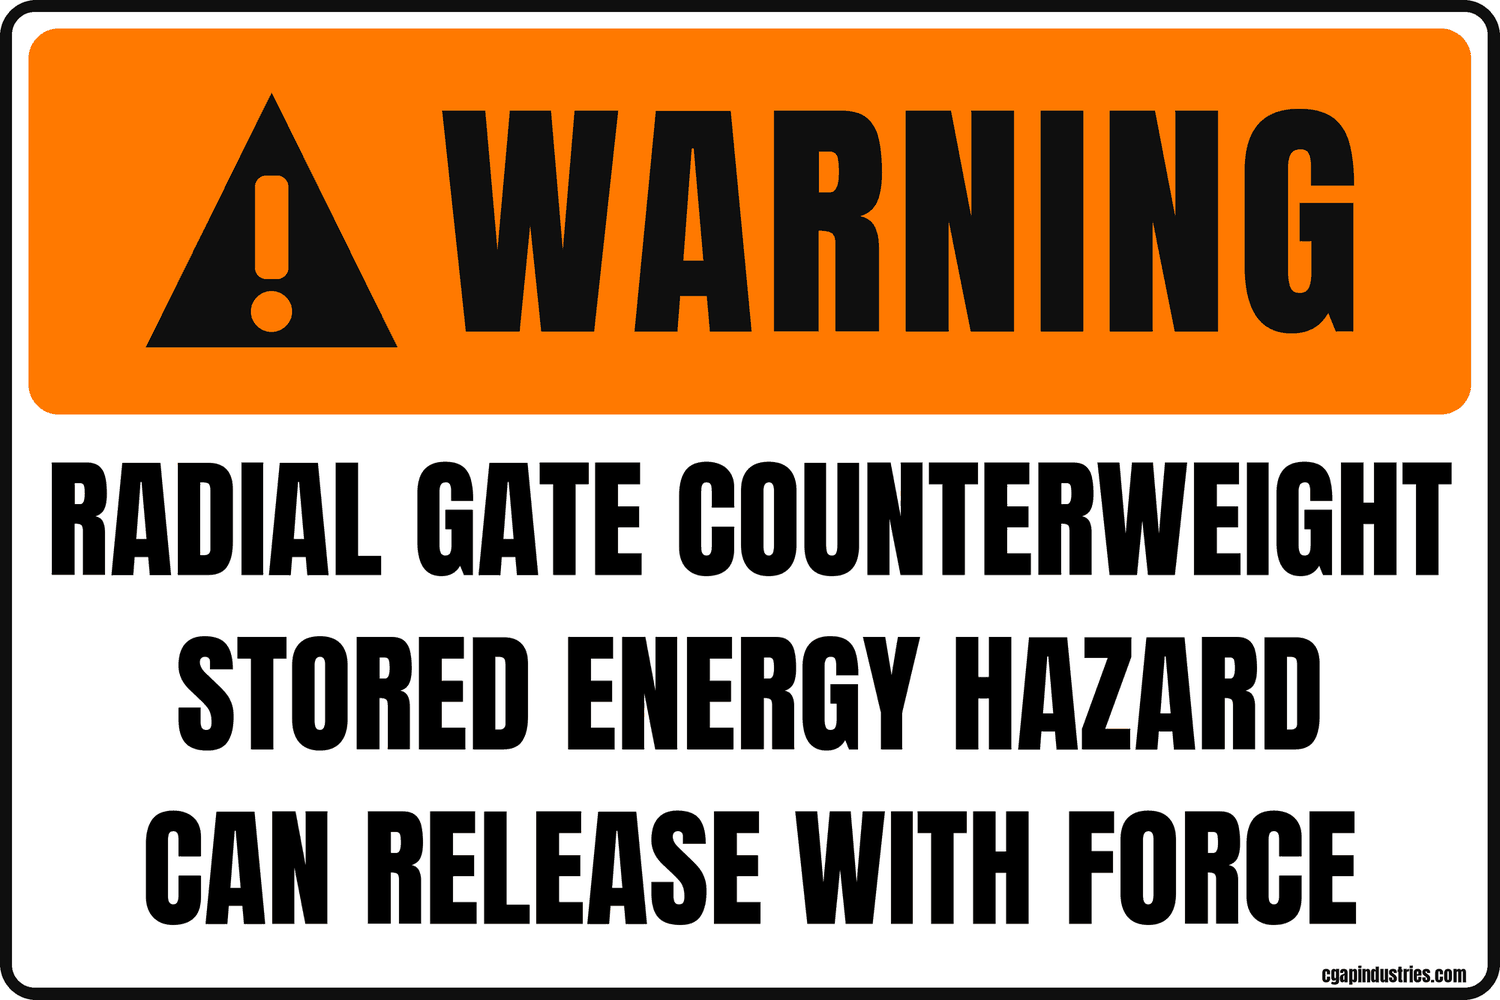 WARNING
RADIAL GATE COUNTERWEIGHT
STORED ENERGY HAZARD
CAN RELEASE WITH FORCE
cgapindustries.com